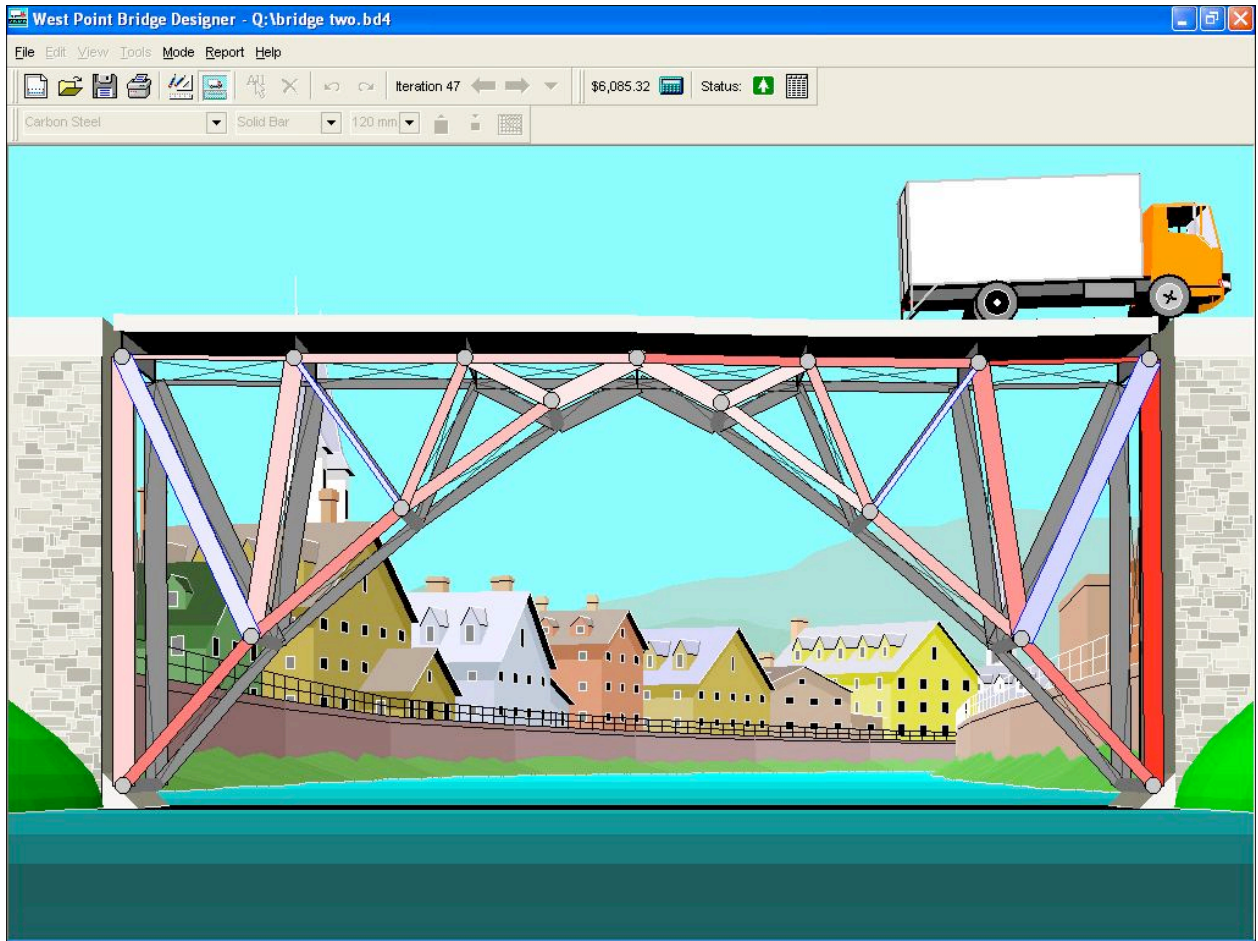 West Point Bridge Designer - Q:\bridge two.bd4
File Edit View Tools Mode Report Help
All Iteration 47 $6,085.32 Status:
Carbon Steel Solid Bar 120 mm